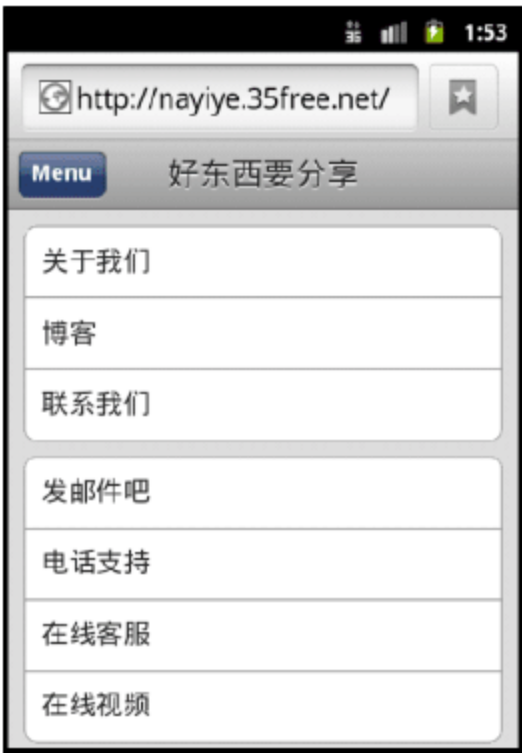 3G 1:53
http://nayiye.35free.net/
Menu 好东西要分享
关于我们
博客
联系我们
发邮件吧
电话支持
在线客服
在线视频